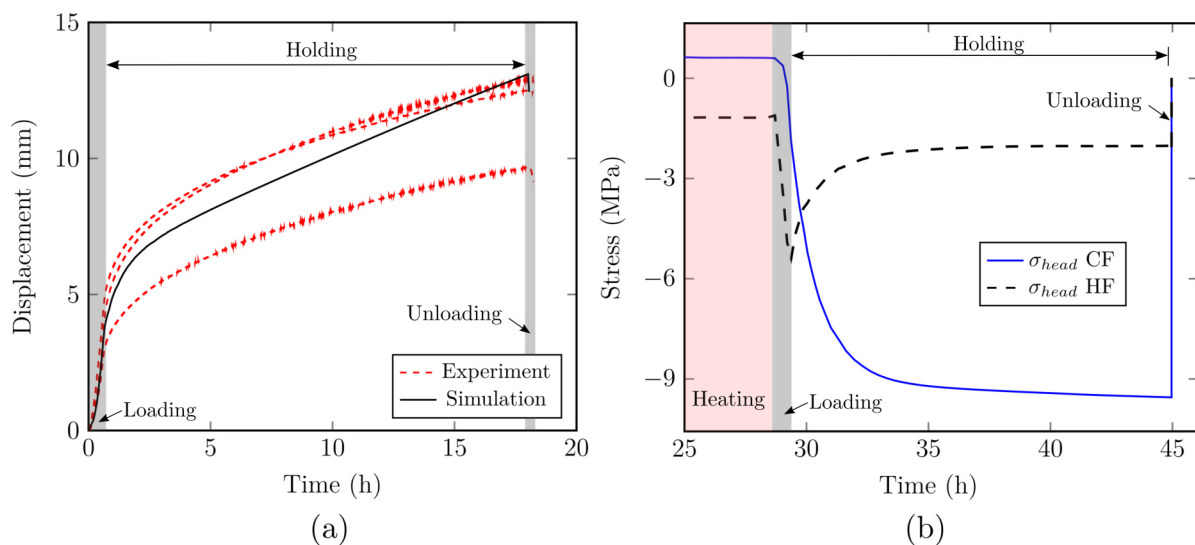 15
10
5
0
Displacement (mm)
Holding
Unloading
Experiment
Simulation
Loading
0
5
10
15
20
Time (h)
(a)
0
−3
−6
−9
Stress (MPa)
Holding
Unloading
σhead CF
σhead HF
Heating
Loading
25
30
35
40
45
Time (h)
(b)